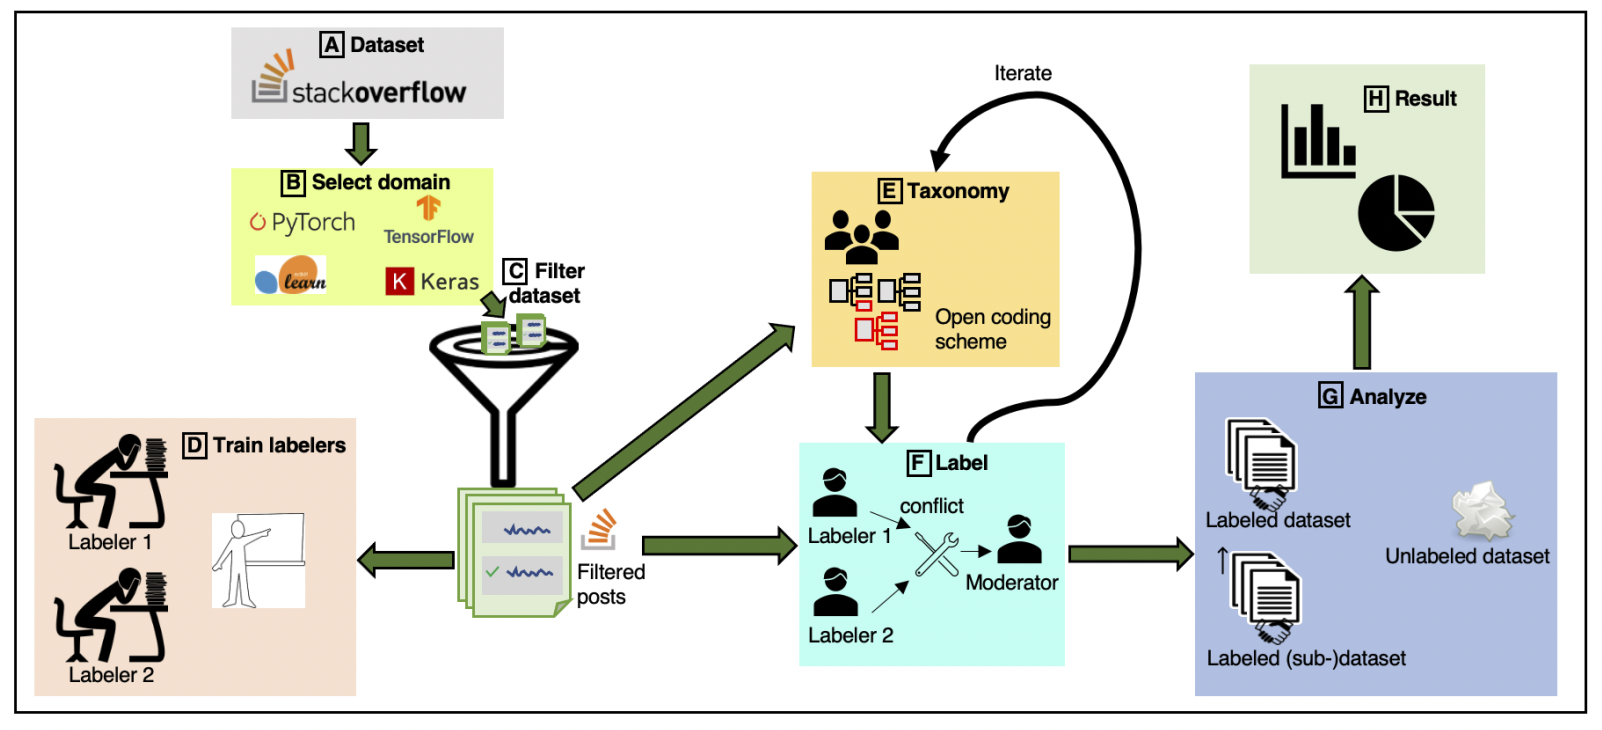 A Dataset
stackoverflow
B Select domain
PyTorch
TensorFlow
learn
K Keras
C Filter
dataset
D Train labelers
Labeler 1
Labeler 2
Filtered
posts
Iterate
E Taxonomy
Open coding
scheme
F Label
conflict
Labeler 1
Moderator
Labeler 2
H Result
G Analyze
Labeled dataset
Unlabeled dataset
Labeled (sub-)dataset